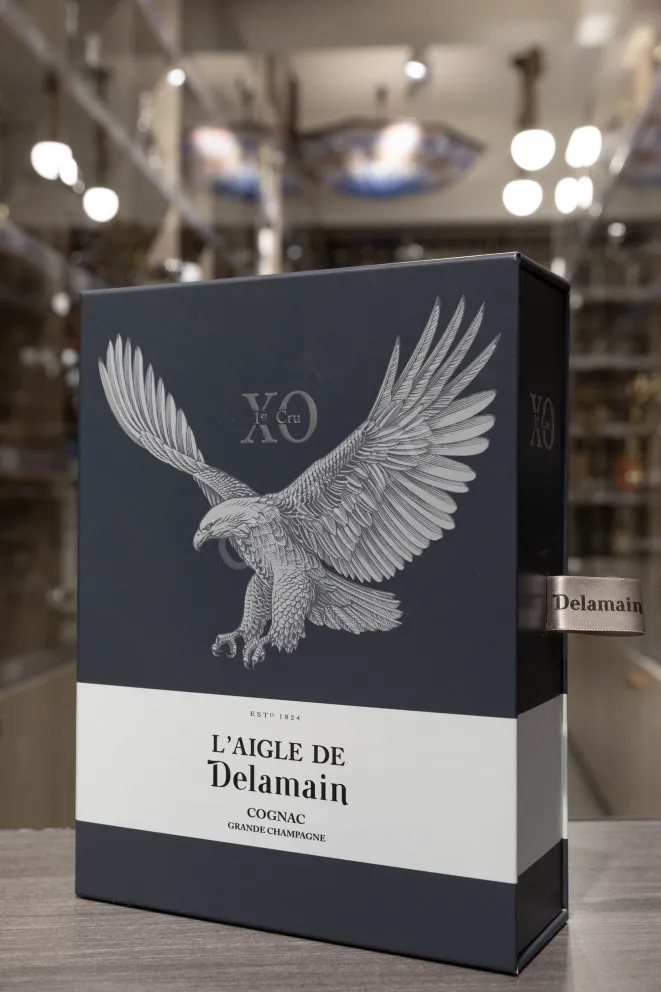 XO
1er Cru
XO
Delamain
ESTD 1824
L'AIGLE DE
Delamain
COGNAC
GRANDE CHAMPAGNE